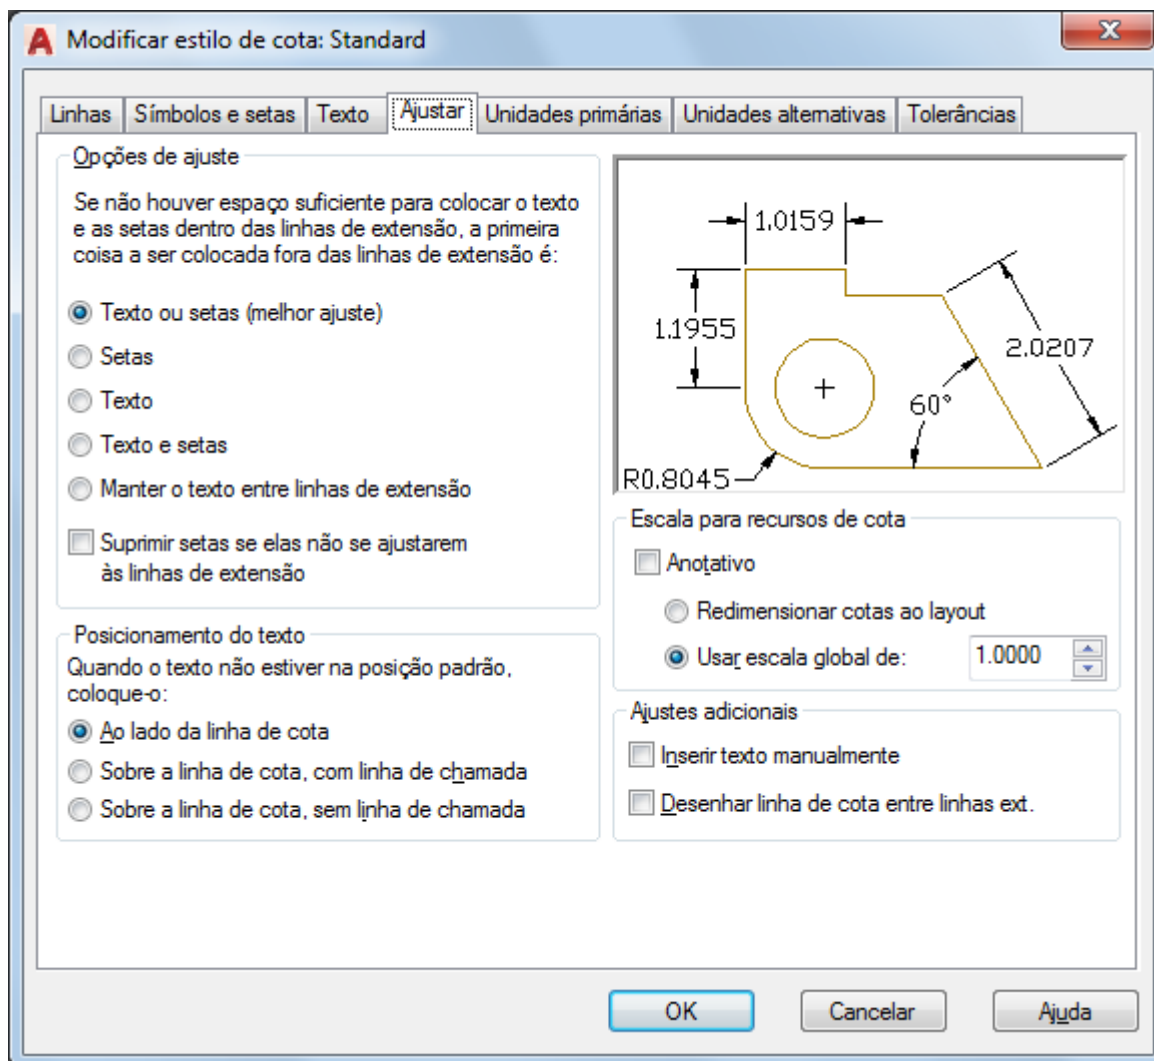 Modificar estilo de cota: Standard
Linhas
Símbolos e setas
Texto
Ajustar
Unidades primárias
Unidades alternativas
Tolerâncias
Opções de ajuste
Se não houver espaço suficiente para colocar o texto
e as setas dentro das linhas de extensão, a primeira
coisa a ser colocada fora das linhas de extensão é:
Texto ou setas (melhor ajuste)
Setas
Texto
Texto e setas
Manter o texto entre linhas de extensão
Suprimir setas se elas não se ajustarem
às linhas de extensão
Posicionamento do texto
Quando o texto não estiver na posição padrão,
coloque-o:
Ao lado da linha de cota
Sobre a linha de cota, com linha de chamada
Sobre a linha de cota, sem linha de chamada
1.0159
1.1955
2.0207
60°
R0.8045
Escala para recursos de cota
Anotativo
Redimensionar cotas ao layout
Usar escala global de:
1.0000
Ajustes adicionais
Inserir texto manualmente
Desenhar linha de cota entre linhas ext.
OK
Cancelar
Ajuda